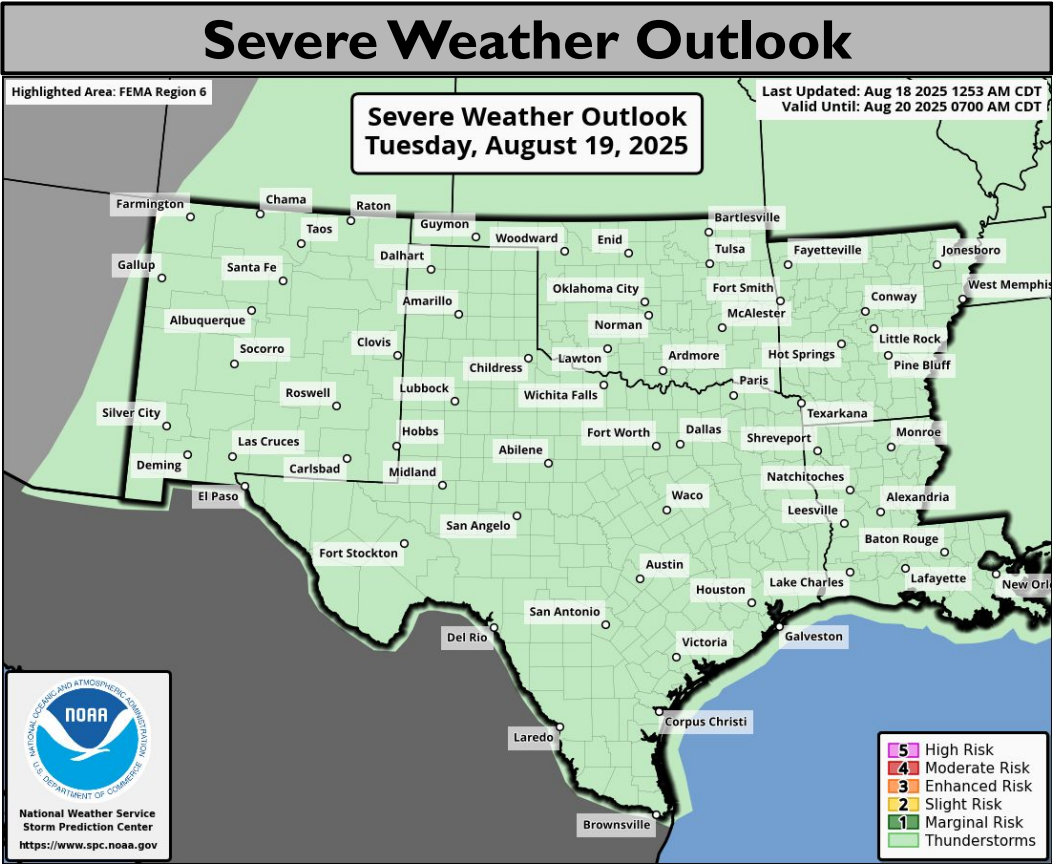 Severe Weather Outlook
Highlighted Area: FEMA Region 6
Last Updated: Aug 18 2025 1253 AM CDT
Valid Until: Aug 20 2025 0700 AM CDT
Severe Weather Outlook
Tuesday, August 19, 2025
Farmington
Chama
Raton
Taos
Guymon
Woodward
Enid
Bartlesville
Tulsa
Fayetteville
Jonesboro
Gallup
Santa Fe
Dalhart
Oklahoma City
Fort Smith
West Memphis
Albuquerque
Amarillo
Norman
McAlester
Conway
Little Rock
Socorro
Clovis
Childress
Lawton
Ardmore
Hot Springs
Pine Bluff
Roswell
Lubbock
Wichita Falls
Paris
Texarkana
Silver City
Las Cruces
Hobbs
Abilene
Fort Worth
Dallas
Shreveport
Monroe
Deming
Carlsbad
Midland
Natchitoches
El Paso
Waco
Leesville
Alexandria
San Angelo
Baton Rouge
Fort Stockton
Austin
Houston
Lake Charles
Lafayette
New Orl
San Antonio
Del Rio
Victoria
Galveston
Laredo
Corpus Christi
Brownsville
NATIONAL OCEANIC AND ATMOSPHERIC ADMINISTRATION
NOAA
U.S. DEPARTMENT OF COMMERCE
National Weather Service
Storm Prediction Center
https://www.spc.noaa.gov
5 High Risk
4 Moderate Risk
3 Enhanced Risk
2 Slight Risk
1 Marginal Risk
Thunderstorms